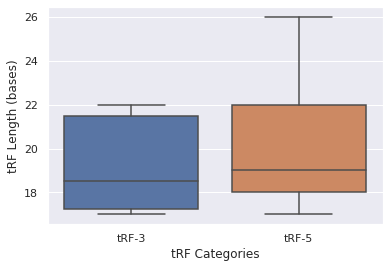 26
24
22
20
18
tRF Length (bases)
tRF-3
tRF-5
tRF Categories